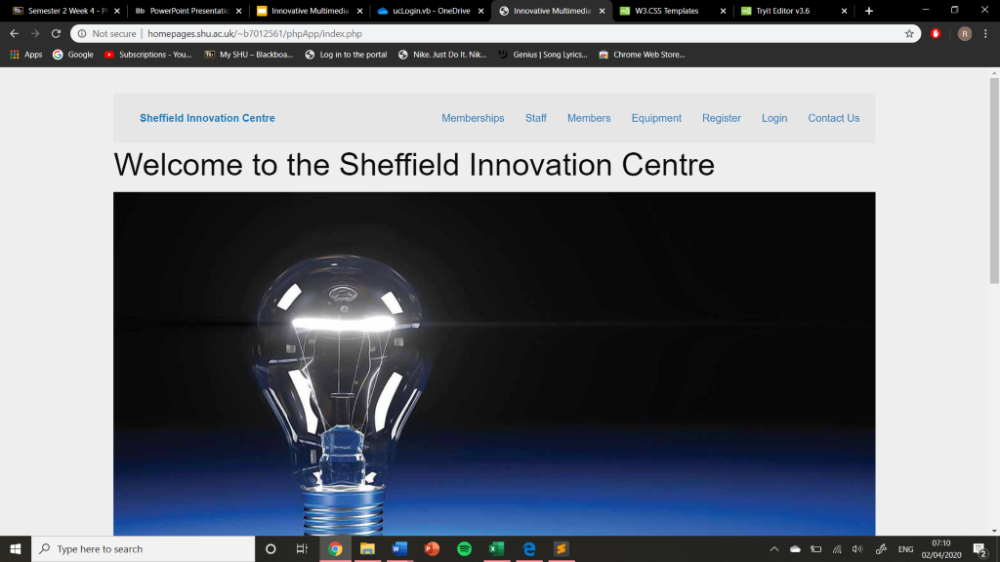 Semester 2 Week 4 - P
PowerPoint Presentatio
Innovative Multimedia
ucLogin.vb - OneDrive
Innovative Multimedia
W3.CSS Templates
Tryit Editor v3.6
Not secure | homepages.shu.ac.uk/~b7012561/phpApp/index.php
R
Apps
Google
Subscriptions - You...
My SHU – Blackboa...
Log in to the portal
Nike. Just Do It. Nik...
Genius | Song Lyrics...
Chrome Web Store...
Sheffield Innovation Centre
Memberships Staff Members Equipment Register Login Contact Us
Welcome to the Sheffield Innovation Centre
Type here to search
ENG
07:10
02/04/2020
2